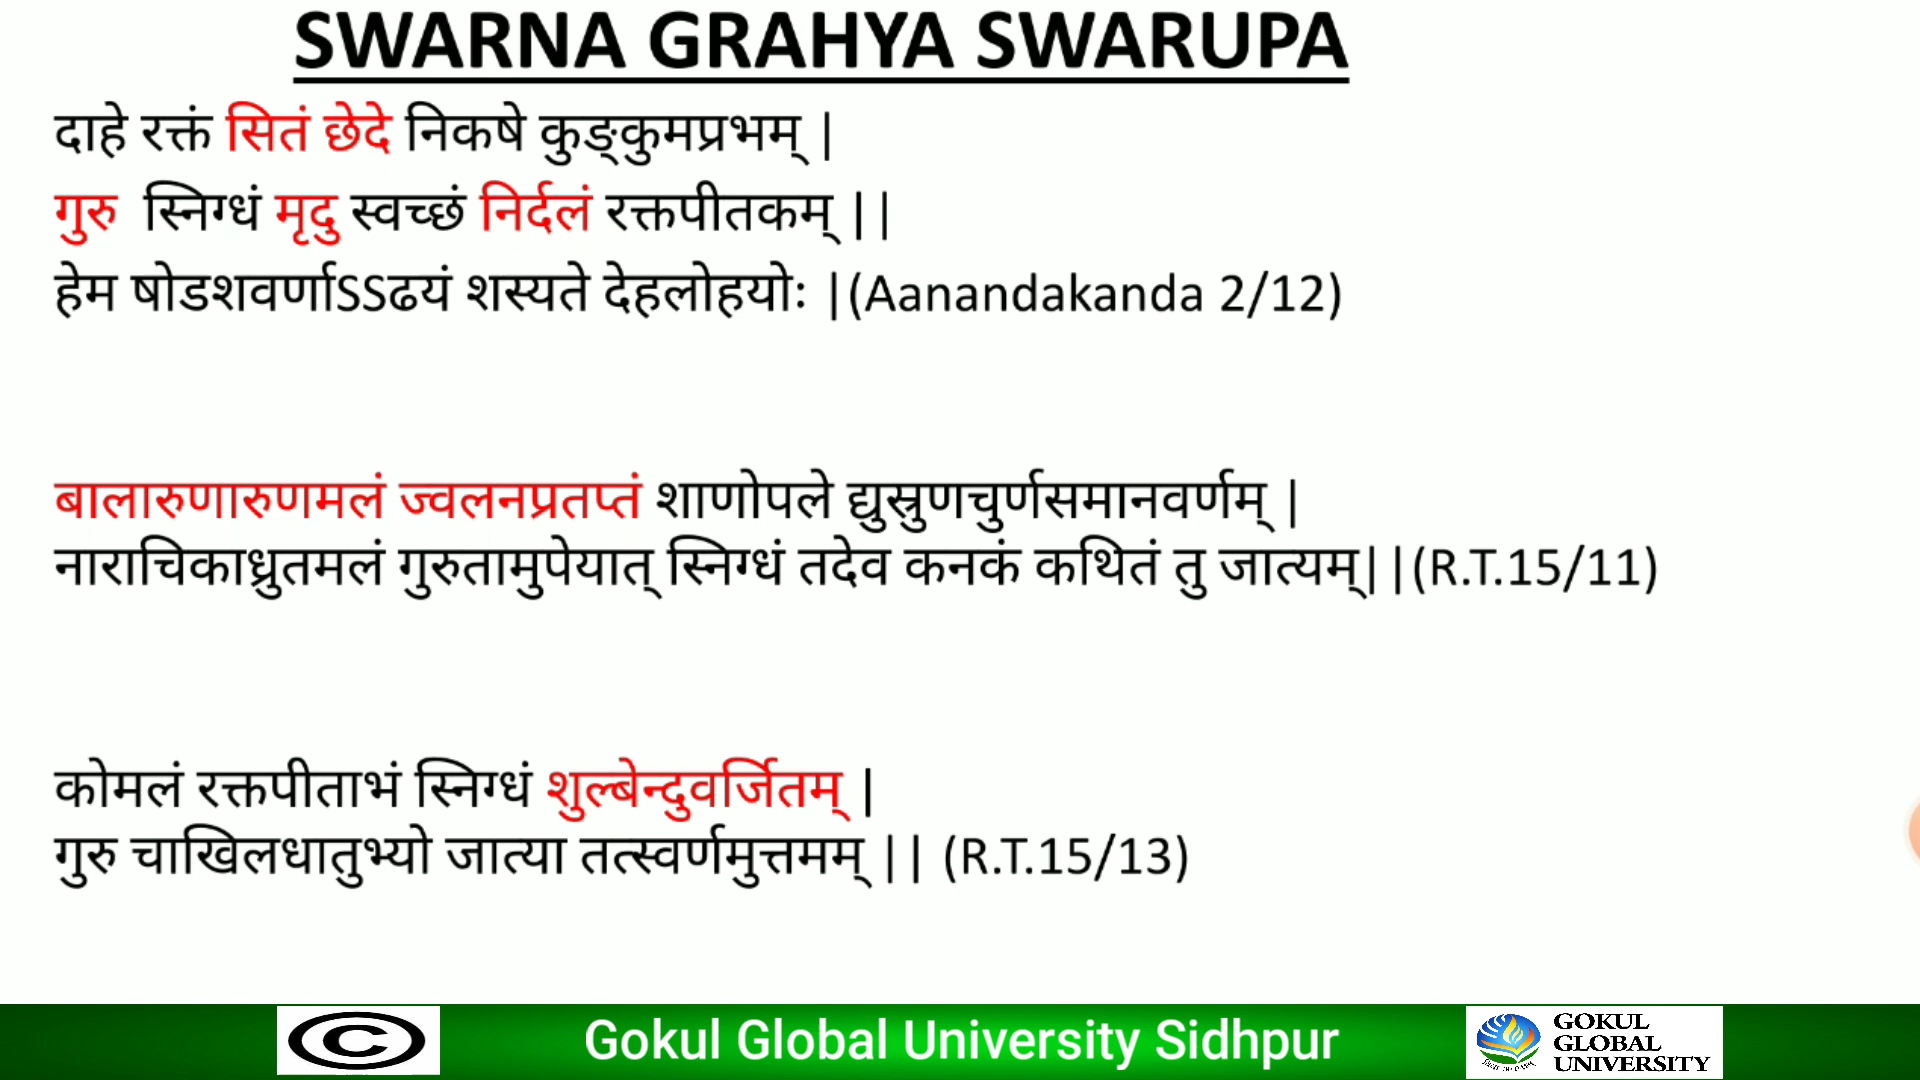 SWARNA GRAHYA SWARUPA
दाहे रक्तं सितं छेदे निकषे कुङ्कुमप्रभम् |
गुरु स्निग्धं मृदु स्वच्छं निर्दलं रक्तपीतकम् ||
हेम षोडशवर्णाSSढयं शस्यते देहलोहयोः |(Aanandakanda 2/12)
बालारुणारुणमलं ज्वलनप्रतप्तं शाणोपले द्युस्रुणचुर्णसमानवर्णम् |
नाराचिकाध्रुतमलं गुरुतामुपेयात् स्निग्धं तदेव कनकं कथितं तु जात्यम्||(R.T.15/11)
कोमलं रक्तपीताभं स्निग्धं शुल्बेन्दुवर्जितम् |
गुरु चाखिलधातुभ्यो जात्या तत्स्वर्णमुत्तमम् || (R.T.15/13)
©
Gokul Global University Sidhpur
GOKUL
GLOBAL
UNIVERSITY